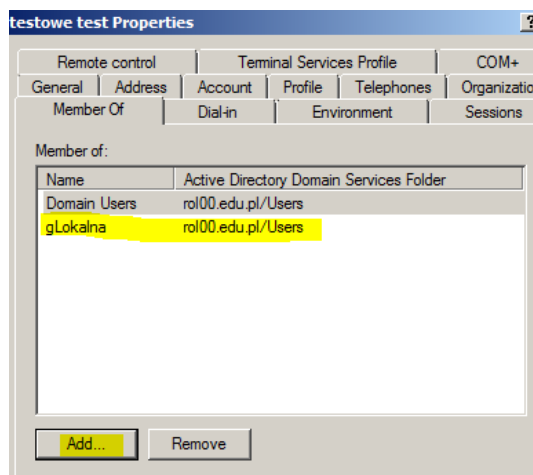 testowe test Properties ?
Remote control Terminal Services Profile COM+
General Address Account Profile Telephones Organizatio
Member Of Dial-in Environment Sessions
Member of:
Name Active Directory Domain Services Folder
Domain Users rol00.edu.pl/Users
gLokalna rol00.edu.pl/Users
Add... Remove